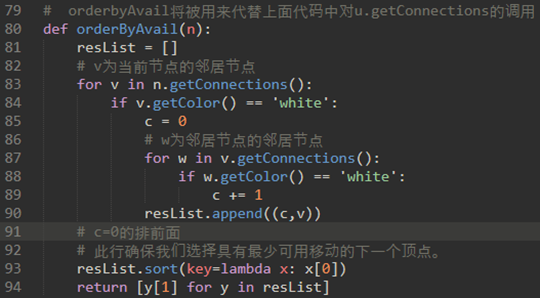 79 #  orderbyAvail将被用来代替上面代码中对u.getConnections的调用
80 def orderByAvail(n):
81     resList = []
82     # v为当前节点的邻居节点
83     for v in n.getConnections():
84         if v.getColor() == 'white':
85             c = 0
86             # w为邻居节点的邻居节点
87             for w in v.getConnections():
88                 if w.getColor() == 'white':
89                     c += 1
90             resList.append((c,v))
91     # c=0的排前面
92     # 此行确保我们选择具有最少可用移动的下一个顶点。
93     resList.sort(key=lambda x: x[0])
94     return [y[1] for y in resList]